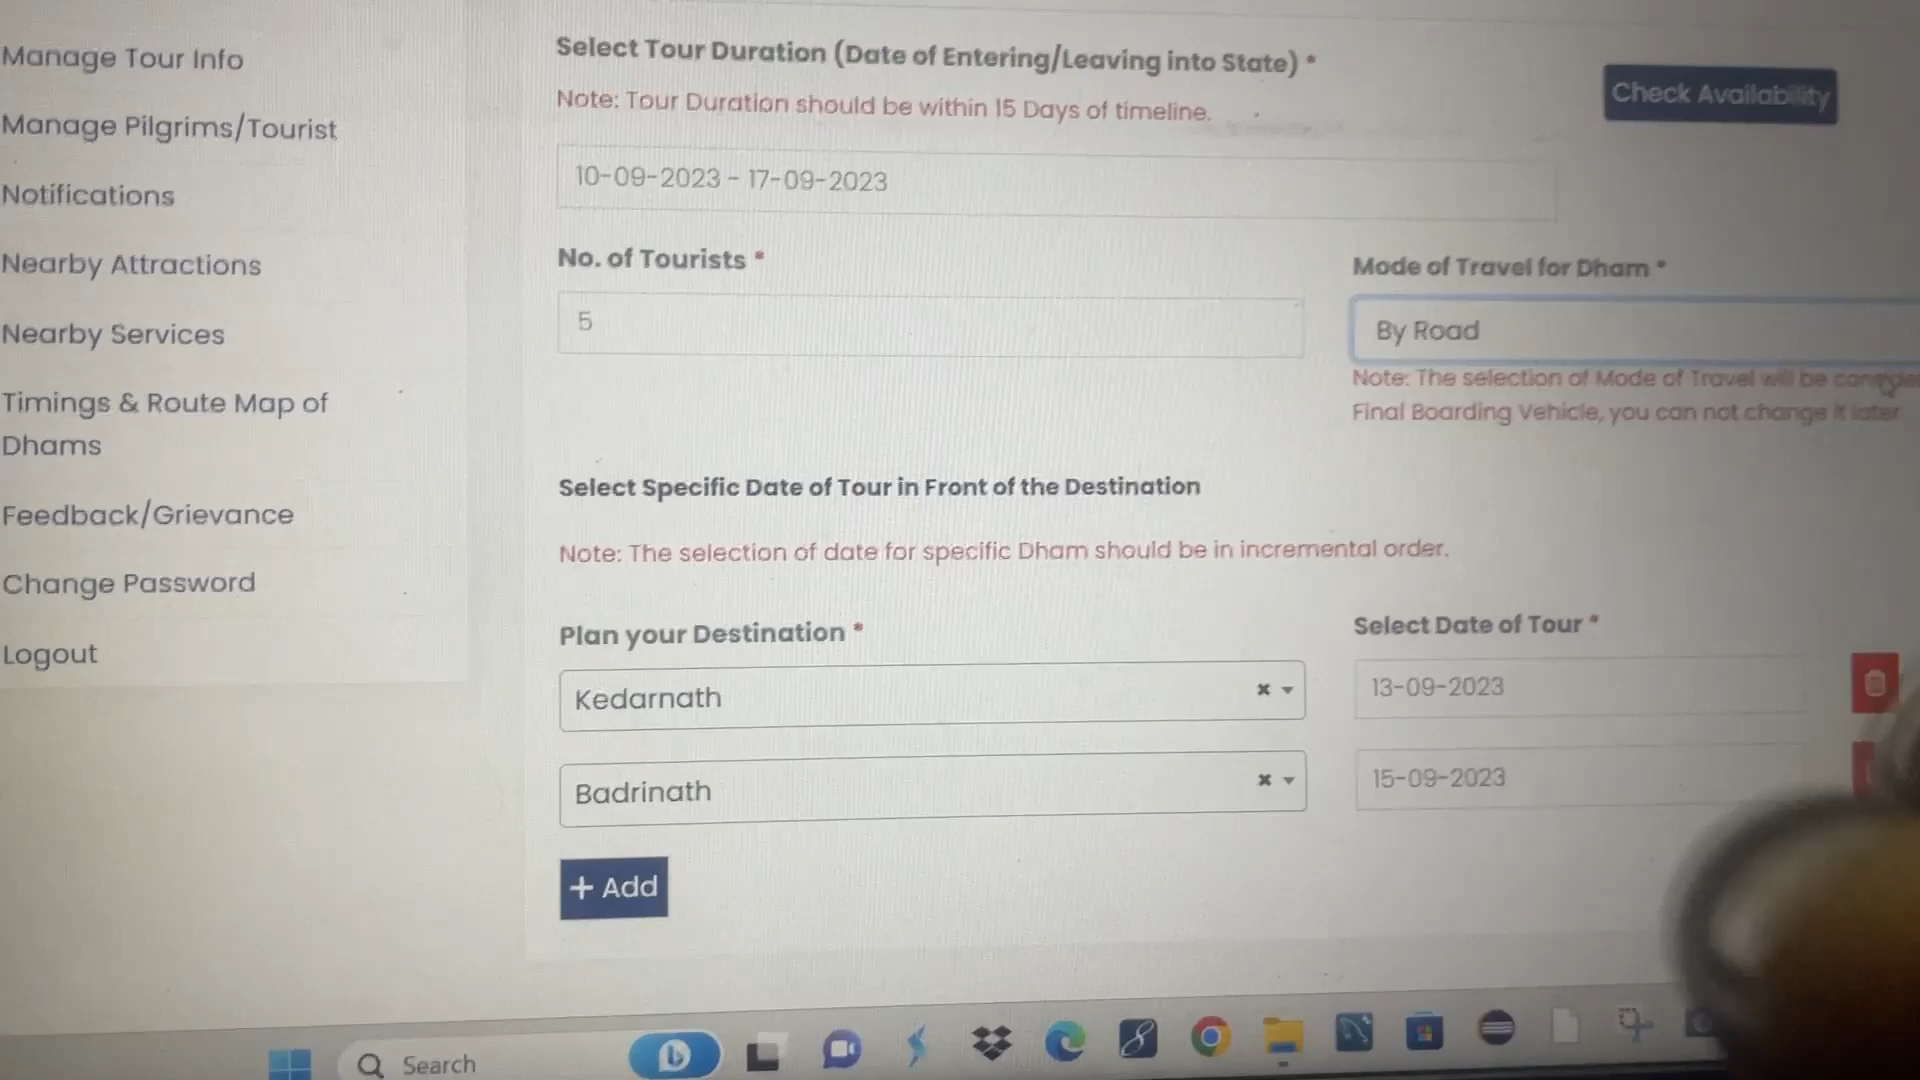 Manage Tour Info
Manage Pilgrims/Tourist
Notifications
Nearby Attractions
Nearby Services
Timings & Route Map of
Dhams
Feedback/Grievance
Change Password
Logout
Select Tour Duration (Date of Entering/Leaving into State) *
Note: Tour Duration should be within 15 Days of timeline.
Check Availability
10-09-2023 - 17-09-2023
No. of Tourists *
5
Mode of Travel for Dham *
By Road
Note: The selection of Mode of Travel will be
Final Boarding Vehicle, you can not change it later
Select Specific Date of Tour in Front of the Destination
Note: The selection of date for specific Dham should be in incremental order.
Plan your Destination *
Select Date of Tour *
Kedarnath
13-09-2023
Badrinath
15-09-2023
+ Add
Search